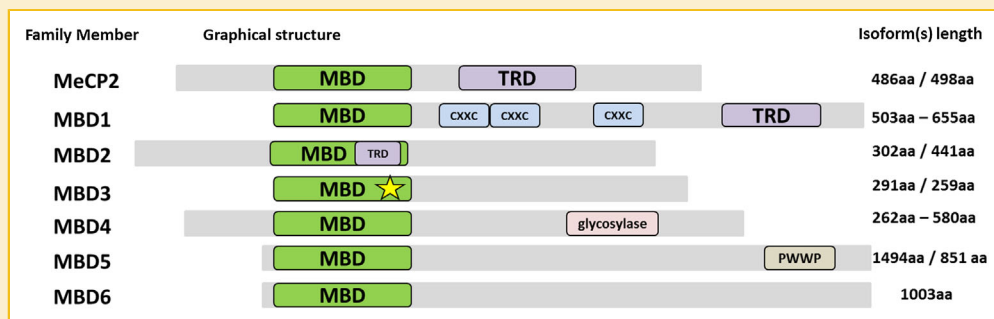 Family Member Graphical structure Isoform(s) length
MeCP2 MBD TRD 486aa / 498aa
MBD1 MBD CXXC CXXC CXXC TRD 503aa – 655aa
MBD2 MBD TRD 302aa / 441aa
MBD3 MBD 291aa / 259aa
MBD4 MBD glycosylase 262aa – 580aa
MBD5 MBD PWWP 1494aa / 851 aa
MBD6 MBD 1003aa